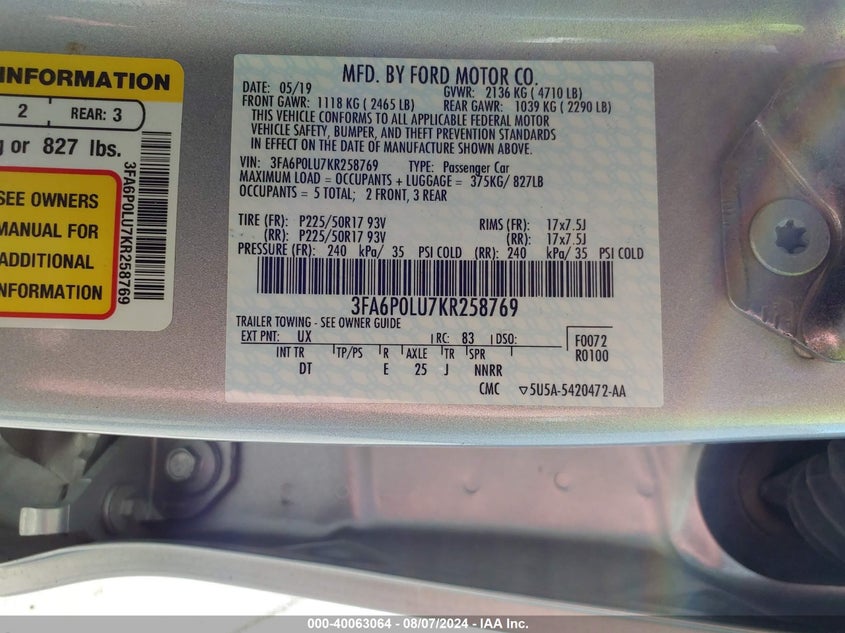 INFORMATION
2 REAR: 3
or 827 lbs.
SEE OWNERS
MANUAL FOR
ADDITIONAL
INFORMATION
3FA6P0LU7KR258769
MFD. BY FORD MOTOR CO.
DATE: 05/19 GVWR: 2136 KG ( 4710 LB)
FRONT GAWR: 1118 KG ( 2465 LB) REAR GAWR: 1039 KG ( 2290 LB)
THIS VEHICLE CONFORMS TO ALL APPLICABLE FEDERAL MOTOR
VEHICLE SAFETY, BUMPER, AND THEFT PREVENTION STANDARDS
IN EFFECT ON THE DATE OF MANUFACTURE SHOWN ABOVE.
VIN: 3FA6P0LU7KR258769 TYPE: Passenger Car
MAXIMUM LOAD = OCCUPANTS + LUGGAGE = 375KG/ 827LB
OCCUPANTS = 5 TOTAL; 2 FRONT, 3 REAR
TIRE (FR): P225/50R17 93V RIMS (FR): 17x7.5J
(RR): P225/50R17 93V (RR): 17x7.5J
PRESSURE (FR): 240 kPa/ 35 PSI COLD (RR): 240 kPa/ 35 PSI COLD
3FA6P0LU7KR258769
TRAILER TOWING - SEE OWNER GUIDE
EXT PNT: UX RC: 83 DSO: F0072
INT TR TP/PS R AXLE TR SPR R0100
DT E 25 J NNRR
CMC ▽5U5A-5420472-AA
000-40063064 - 08/07/2024 - IAA Inc.